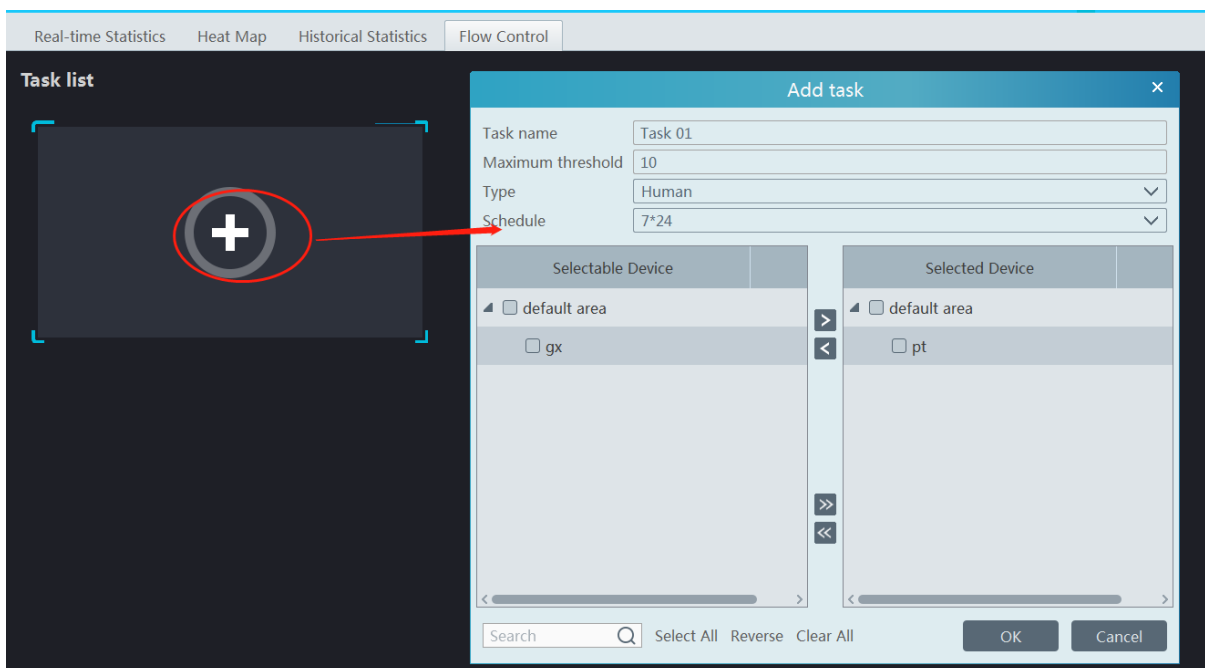 Real-time Statistics Heat Map Historical Statistics Flow Control
Task list
Add task
Task name Task 01
Maximum threshold 10
Type Human
Schedule 7*24
Selectable Device Selected Device
default area default area
gx pt
Search Select All Reverse Clear All OK Cancel